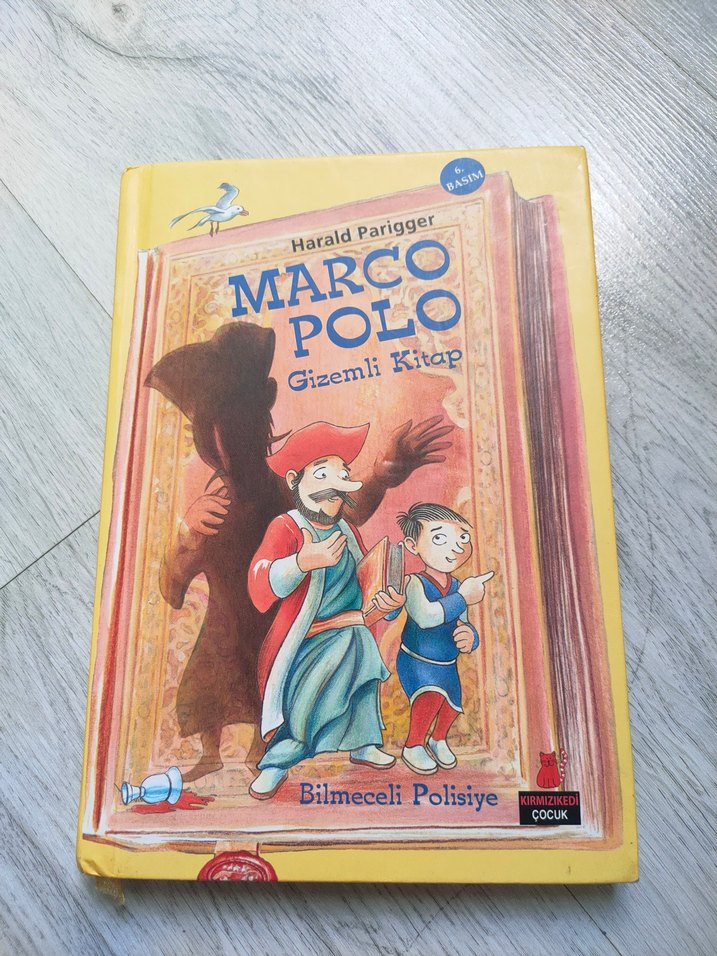 6.
BASIM
Harald Parigger
MARCO
POLO
Gizemli Kitap
Bilmeceli Polisiye
KIRMIZIKEDİ
ÇOCUK